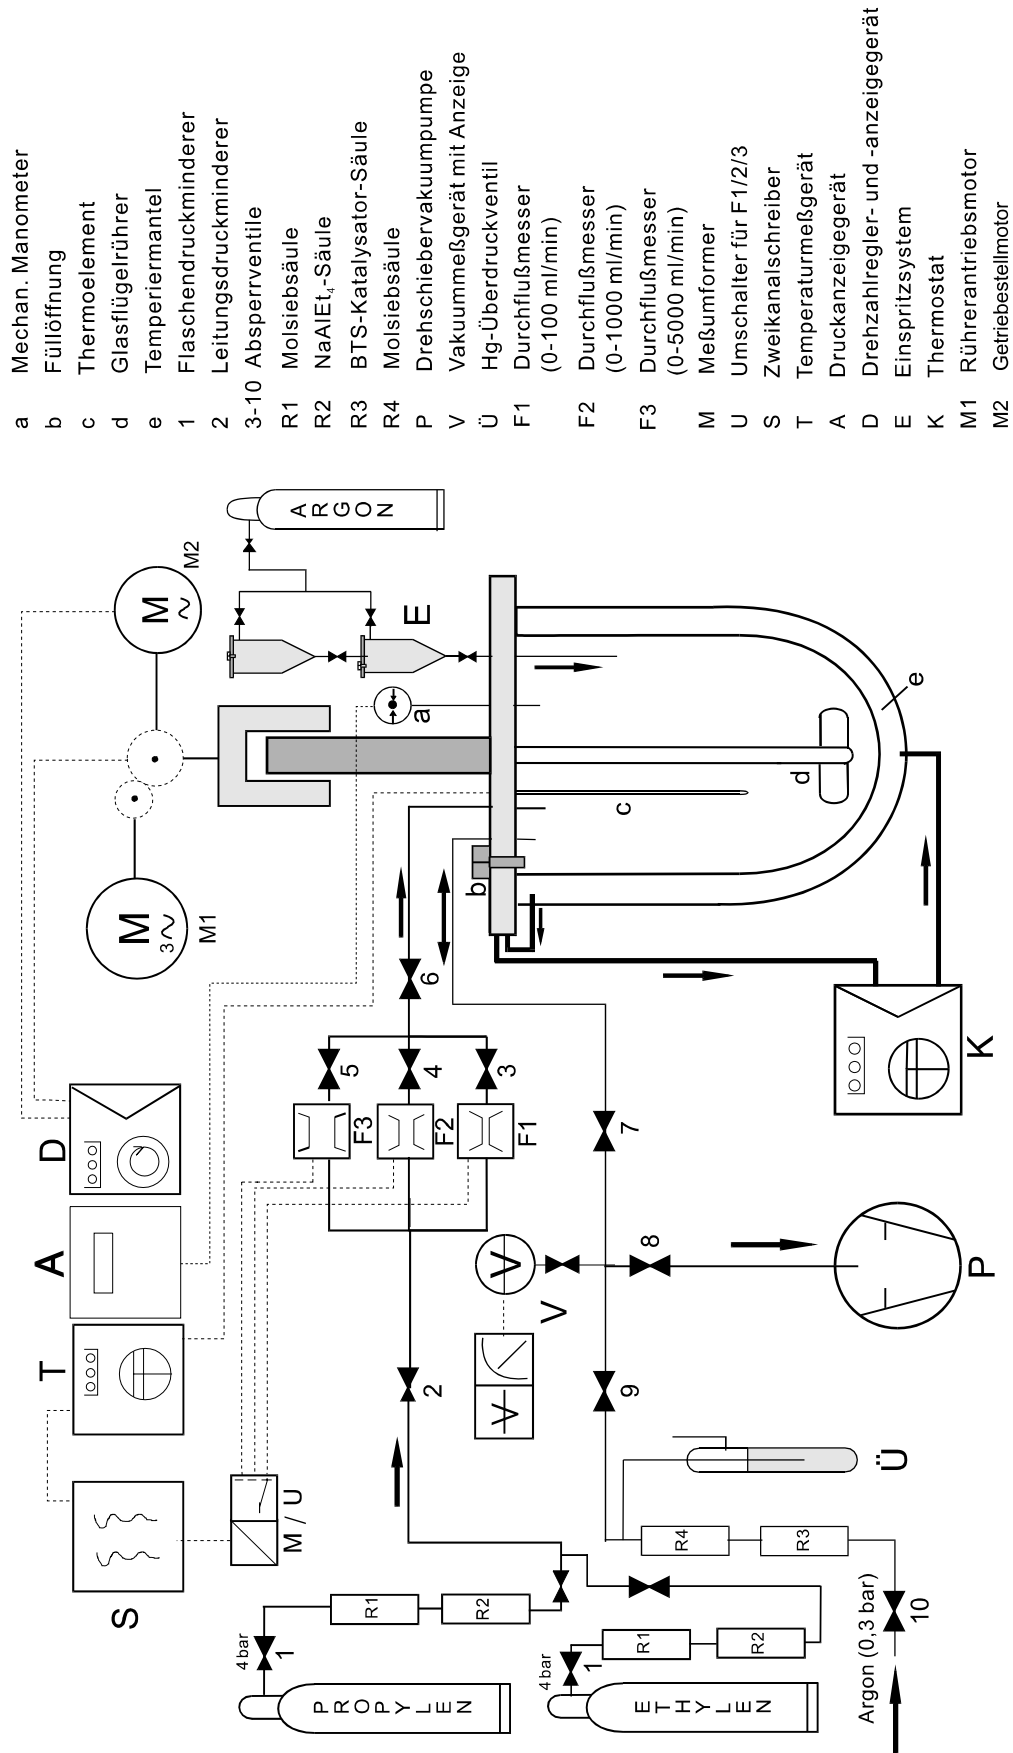 a Mechan. Manometer
b Füllöffnung
c Thermoelement
d Glasflügelrührer
e Temperiermantel
1 Flaschendruckminderer
2 Leitungsdruckminderer
3-10 Absperrventile
R1 Molsiebsäule
R2 NaAlEt₄-Säule
R3 BTS-Katalysator-Säule
R4 Molsiebsäule
P Drehschiebervakuumpumpe
V Vakuummeßgerät mit Anzeige
Ü Hg-Überdruckventil
F1 Durchflußmesser
(0-100 ml/min)
F2 Durchflußmesser
(0-1000 ml/min)
F3 Durchflußmesser
(0-5000 ml/min)
M Meßumformer
U Umschalter für F1/2/3
S Zweikanalschreiber
T Temperaturmeßgerät
A Druckanzeigegerät
D Drehzahlregler- und -anzeigegerät
E Einspritzsystem
K Thermostat
M1 Rührerantriebsmotor
M2 Getriebestellmotor
ARGON
M
M2
E
a
M
3
M1
b
c
d
e
6
5
4
3
F3
F2
F1
D
A
T
S
M / U
2
V
V
V
7
8
9
P
K
Ü
R4
R3
10
Argon (0,3 bar)
4 bar
1
R1
R2
PROPYLEN
4 bar
1
R1
R2
ETHYLEN